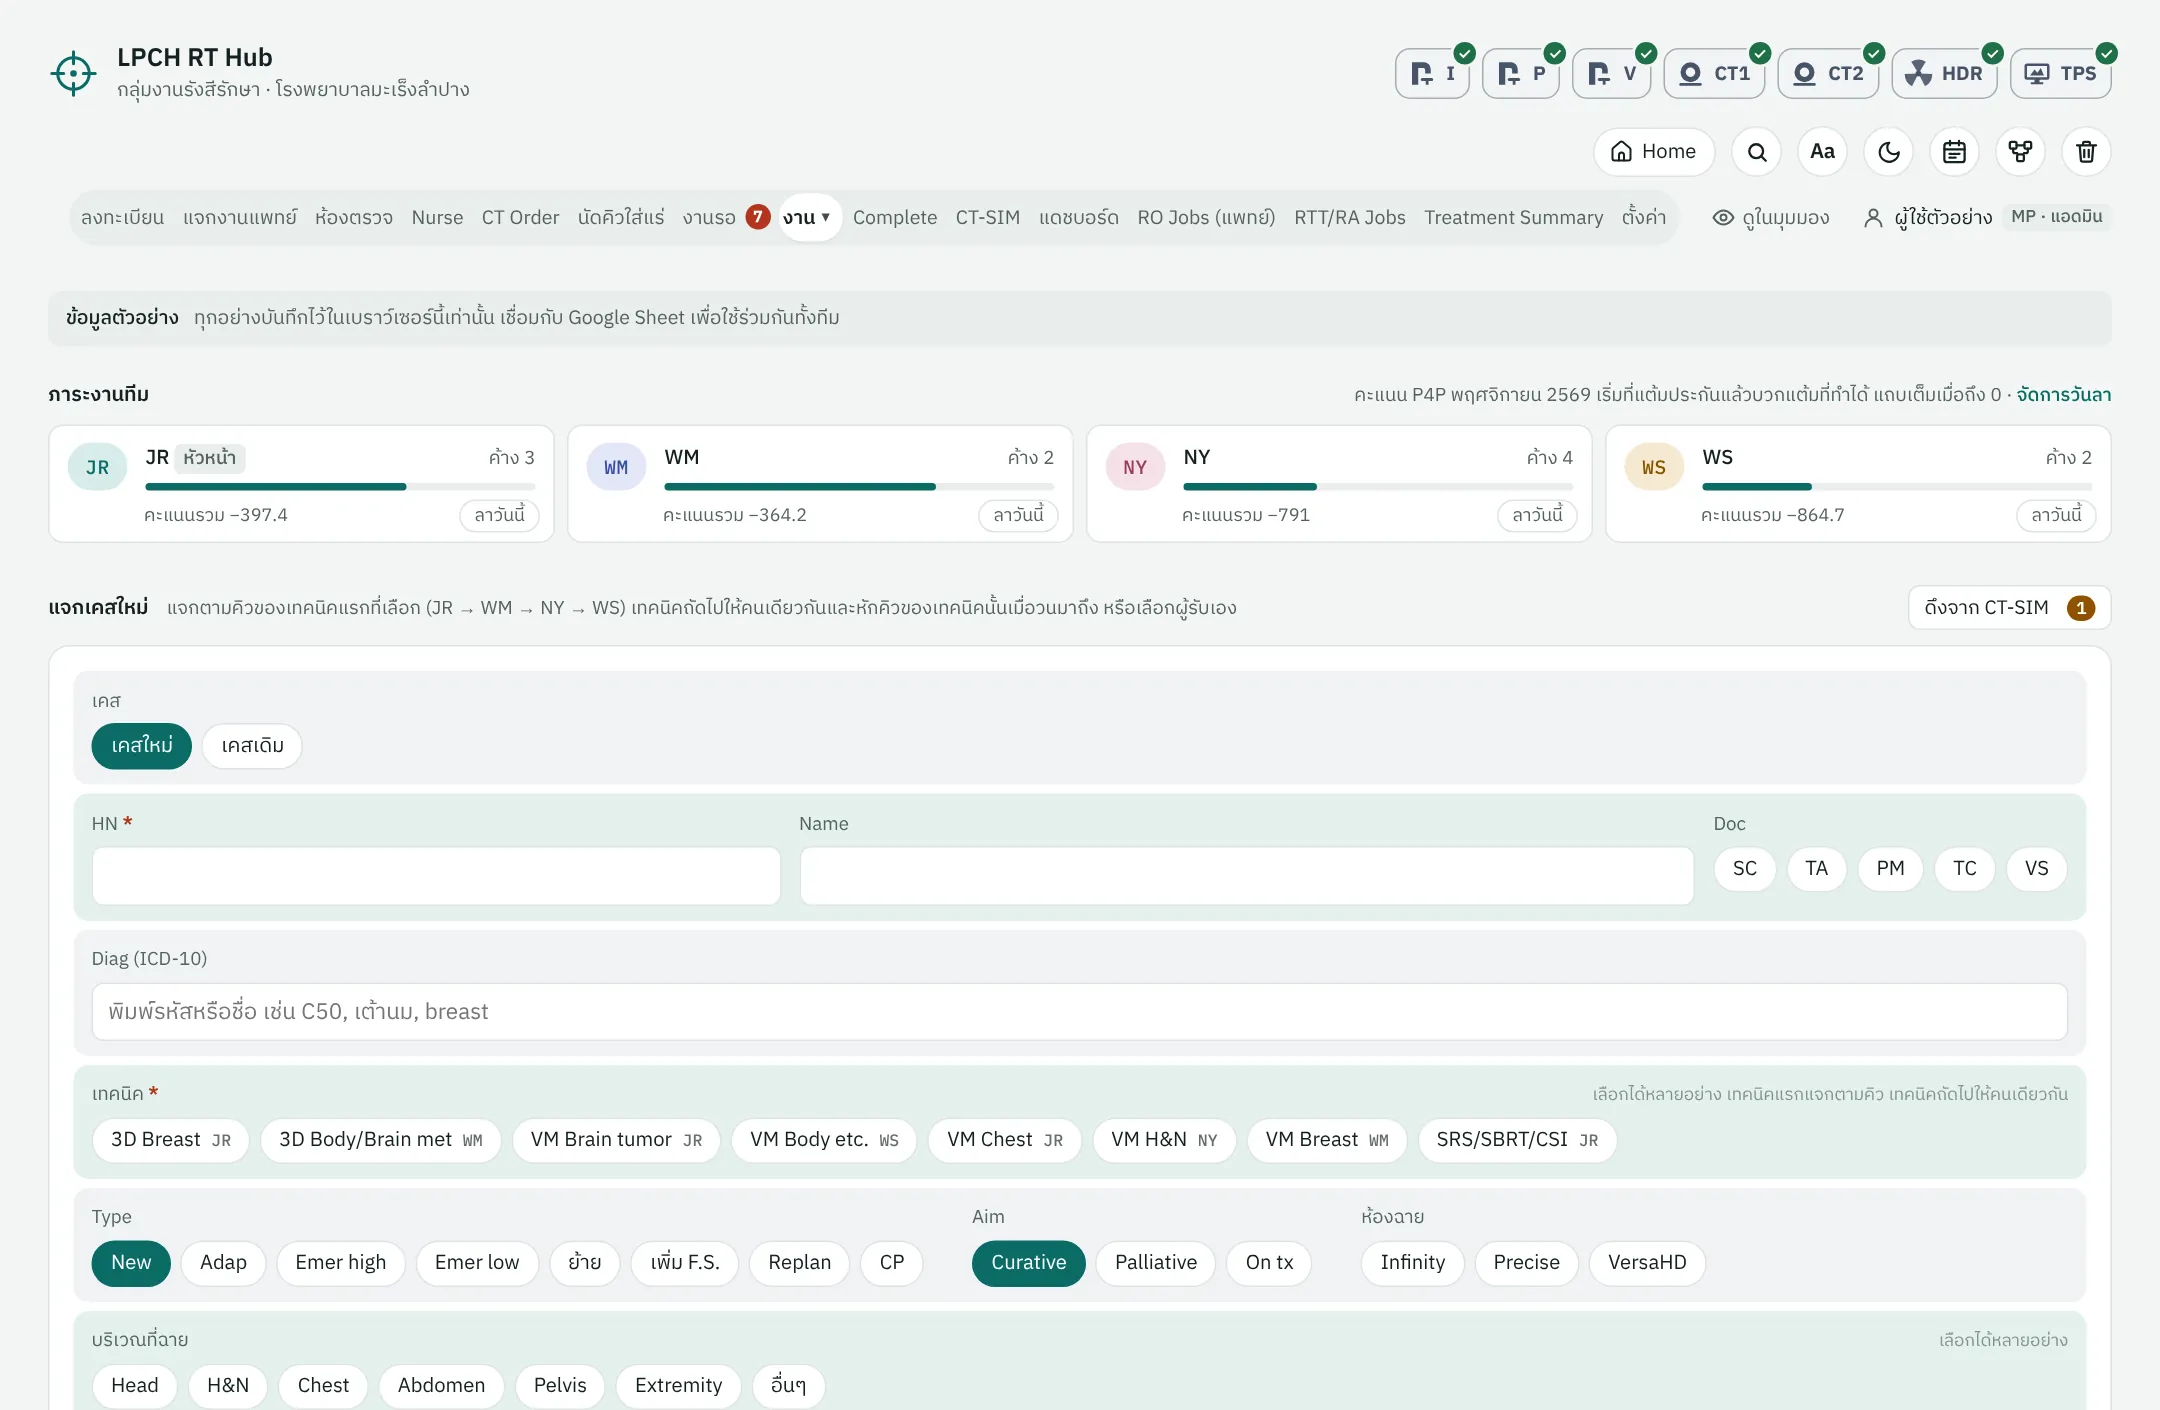 LPCH RT Hub
กลุ่มงานรังสีรักษา · โรงพยาบาลมะเร็งลำปาง
I P V CT1 CT2 HDR TPS
Home Aa
ลงทะเบียน แจกงานแพทย์ ห้องตรวจ Nurse CT Order นัดคิวใส่แร่ งานรอ 7 งาน ▾ Complete CT-SIM แดชบอร์ด RO Jobs (แพทย์) RTT/RA Jobs Treatment Summary ตั้งค่า ดูในมุมมอง ผู้ใช้ตัวอย่าง MP · แอดมิน
ข้อมูลตัวอย่าง ทุกอย่างบันทึกไว้ในเบราว์เซอร์นี้เท่านั้น เชื่อมกับ Google Sheet เพื่อใช้ร่วมกันทั้งทีม
ภาระงานทีม คะแนน P4P พฤศจิกายน 2569 เริ่มที่แต้มประกันแล้วบวกแต้มที่ทำได้ แถบเต็มเมื่อถึง 0 · จัดการวันลา
JR JR หัวหน้า ค้าง 3
คะแนนรวม −397.4 ลาวันนี้
WM WM ค้าง 2
คะแนนรวม −364.2 ลาวันนี้
NY NY ค้าง 4
คะแนนรวม −791 ลาวันนี้
WS WS ค้าง 2
คะแนนรวม −864.7 ลาวันนี้
แจกเคสใหม่ แจกตามคิวของเทคนิคแรกที่เลือก (JR → WM → NY → WS) เทคนิคถัดไปให้คนเดียวกันและหักคิวของเทคนิคนั้นเมื่อวนมาถึง หรือเลือกผู้รับเอง ดึงจาก CT-SIM 1
เคส
เคสใหม่ เคสเดิม
HN * Name Doc
SC TA PM TC VS
Diag (ICD-10)
พิมพ์รหัสหรือชื่อ เช่น C50, เต้านม, breast
เทคนิค * เลือกได้หลายอย่าง เทคนิคแรกแจกตามคิว เทคนิคถัดไปให้คนเดียวกัน
3D Breast JR 3D Body/Brain met WM VM Brain tumor JR VM Body etc. WS VM Chest JR VM H&N NY VM Breast WM SRS/SBRT/CSI JR
Type Aim ห้องฉาย
New Adap Emer high Emer low ย้าย เพิ่ม F.S. Replan CP Curative Palliative On tx Infinity Precise VersaHD
บริเวณที่ฉาย เลือกได้หลายอย่าง
Head H&N Chest Abdomen Pelvis Extremity อื่นๆ